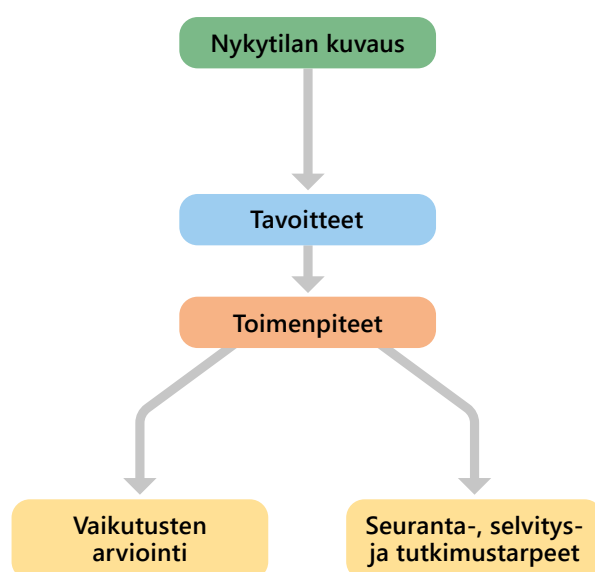 Nykytilan kuvaus
Tavoitteet
Toimenpiteet
Vaikutusten
arviointi
Seuranta-, selvitys-
ja tutkimustarpeet